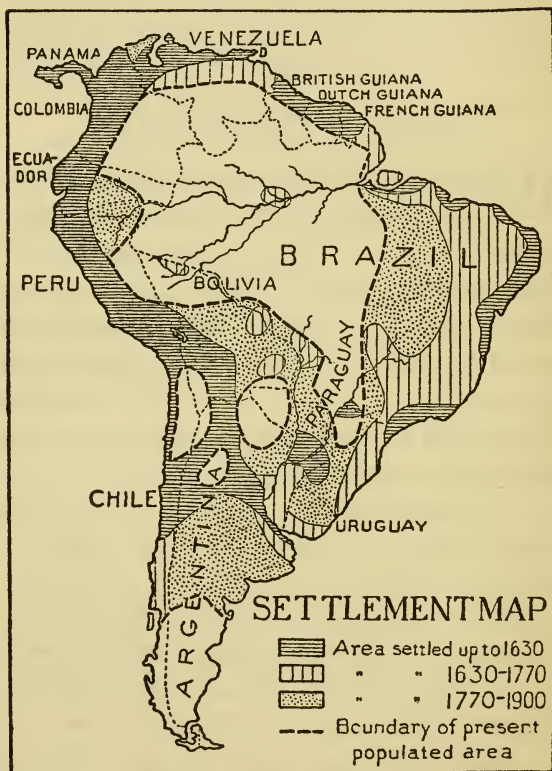 VENEZUELA
PANAMA
BRITISH GUIANA
DUTCH GUIANA
FRENCH GUIANA
COLOMBIA
ECUA-
DOR
BRAZIL
PERU
BOLIVIA
PARAGUAY
CHILE
URUGUAY
ARGENTINA
SETTLEMENT MAP
Area settled up to 1630
" " 1630-1770
" " 1770-1900
Boundary of present
populated area